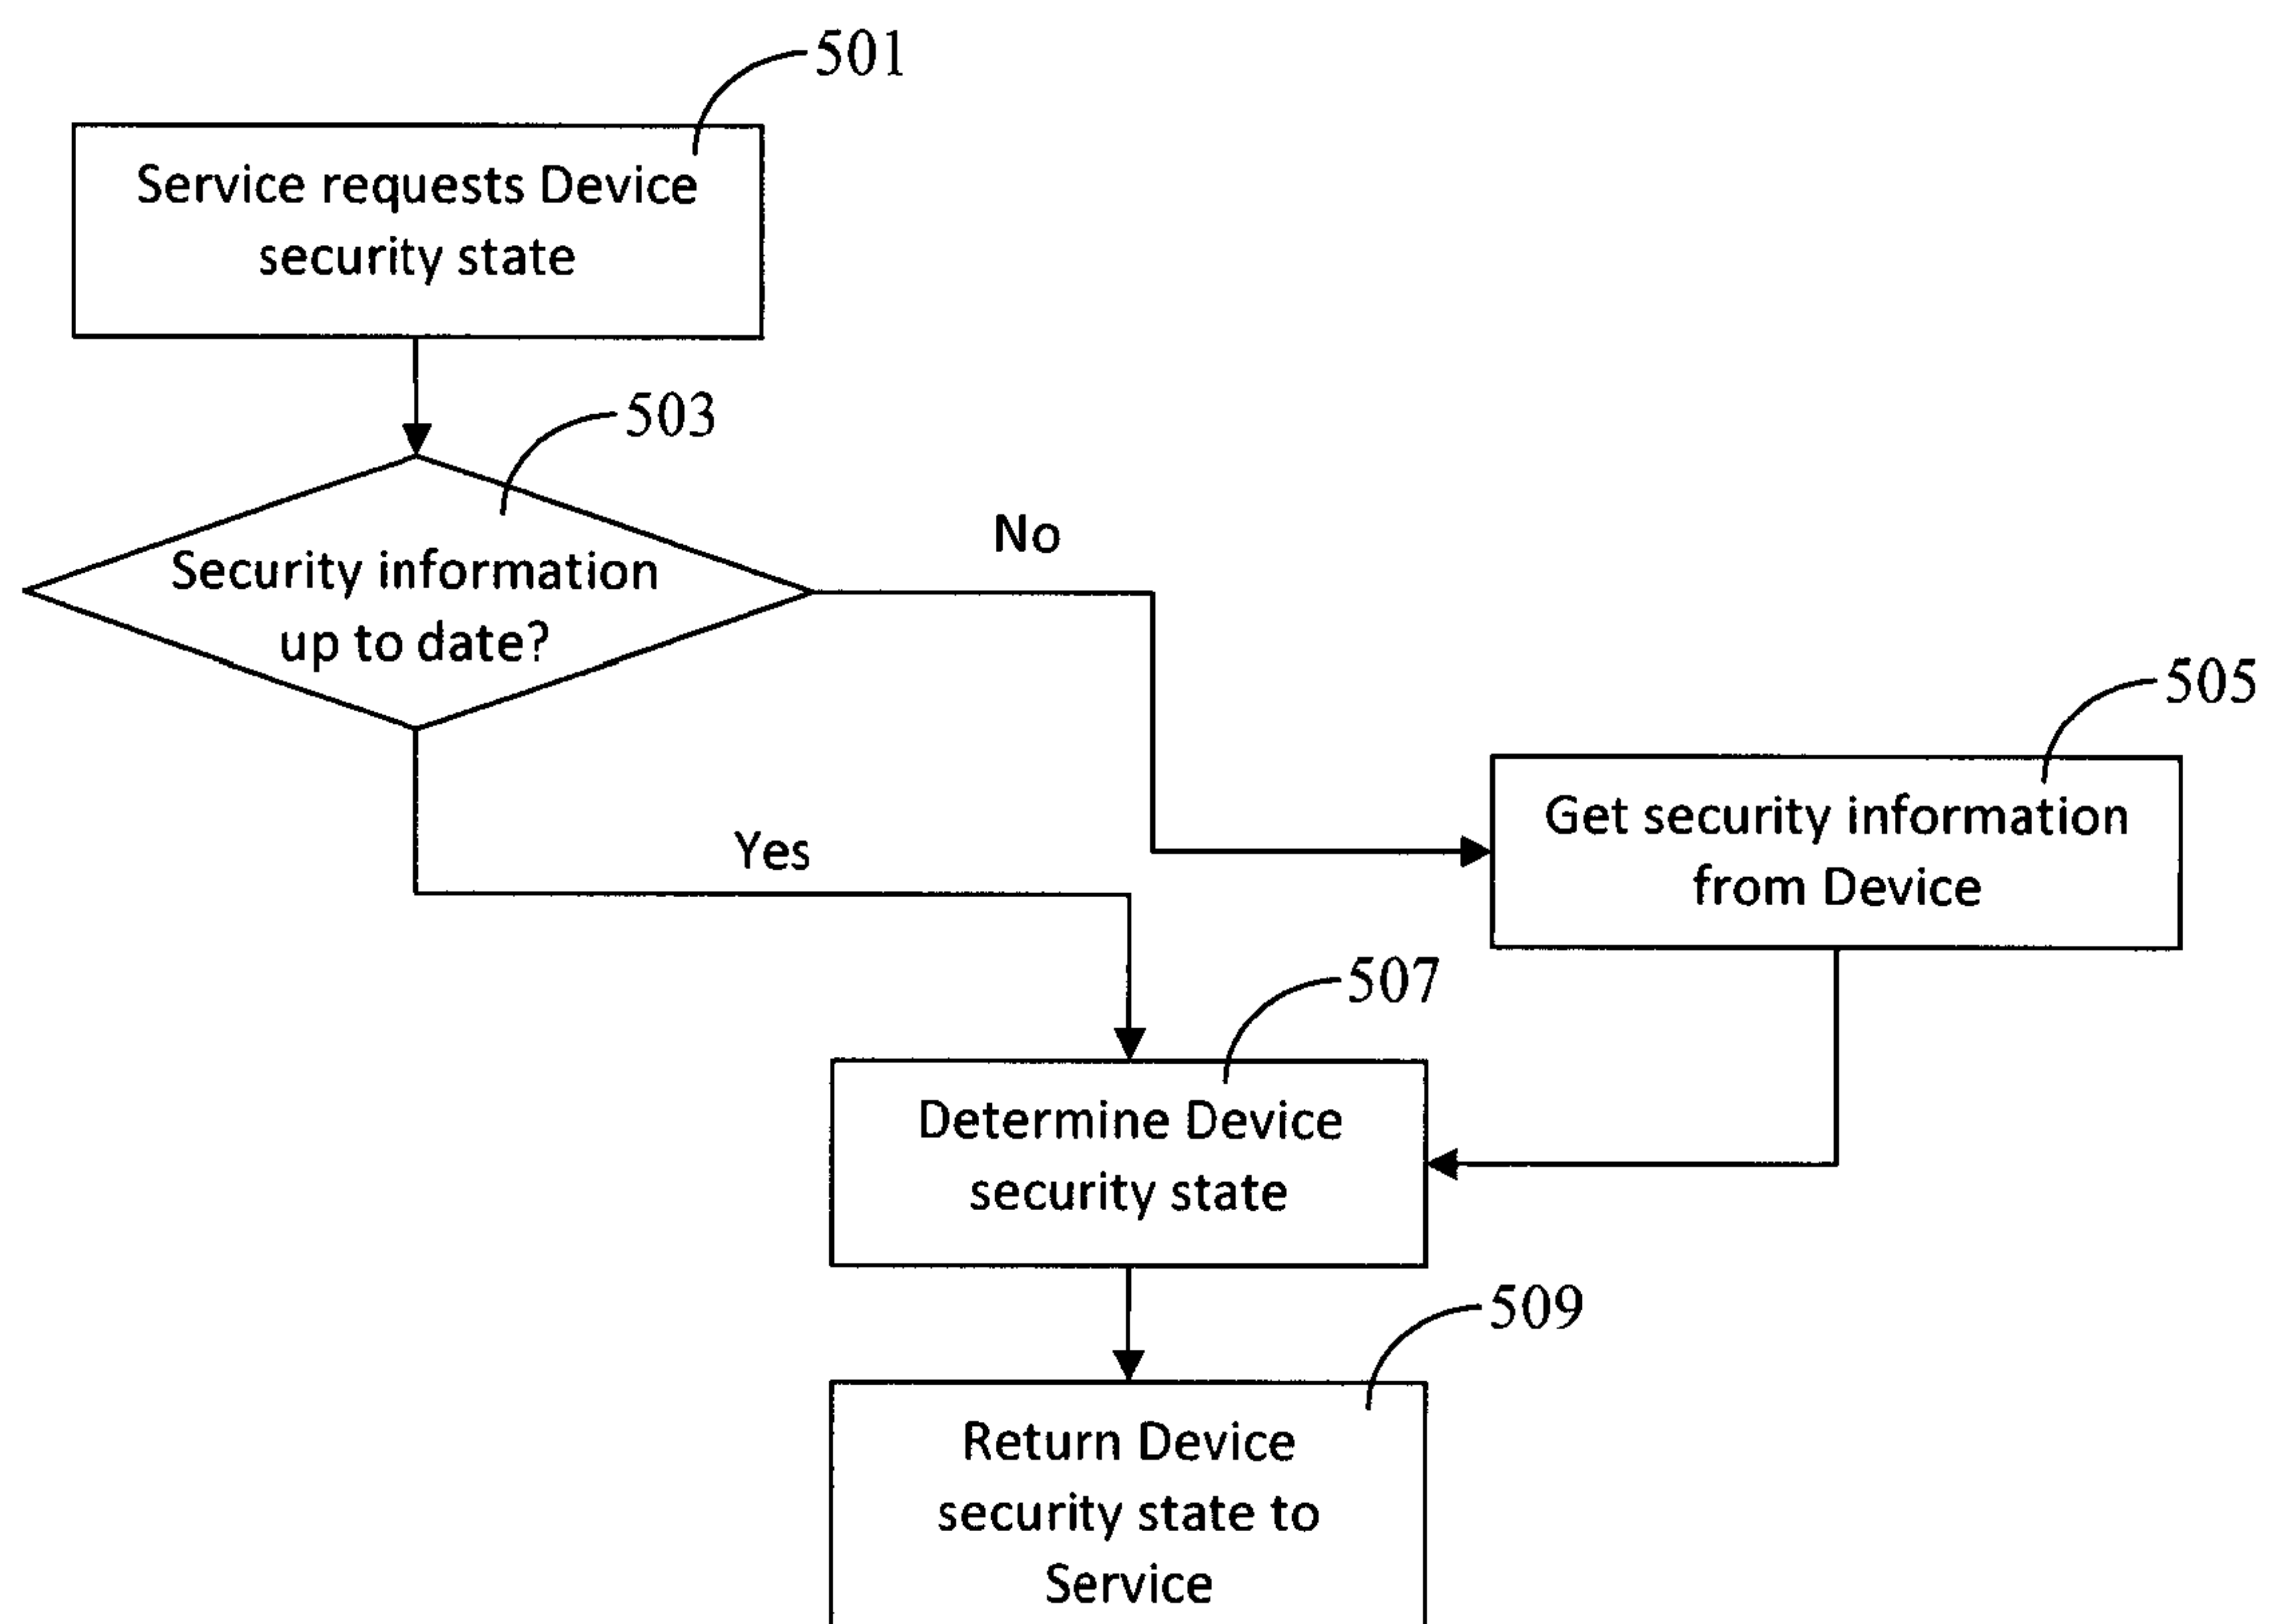 501
Service requests Device
security state
503
Security information
up to date?
No
505
Get security information
from Device
Yes
507
Determine Device
security state
509
Return Device
security state to
Service